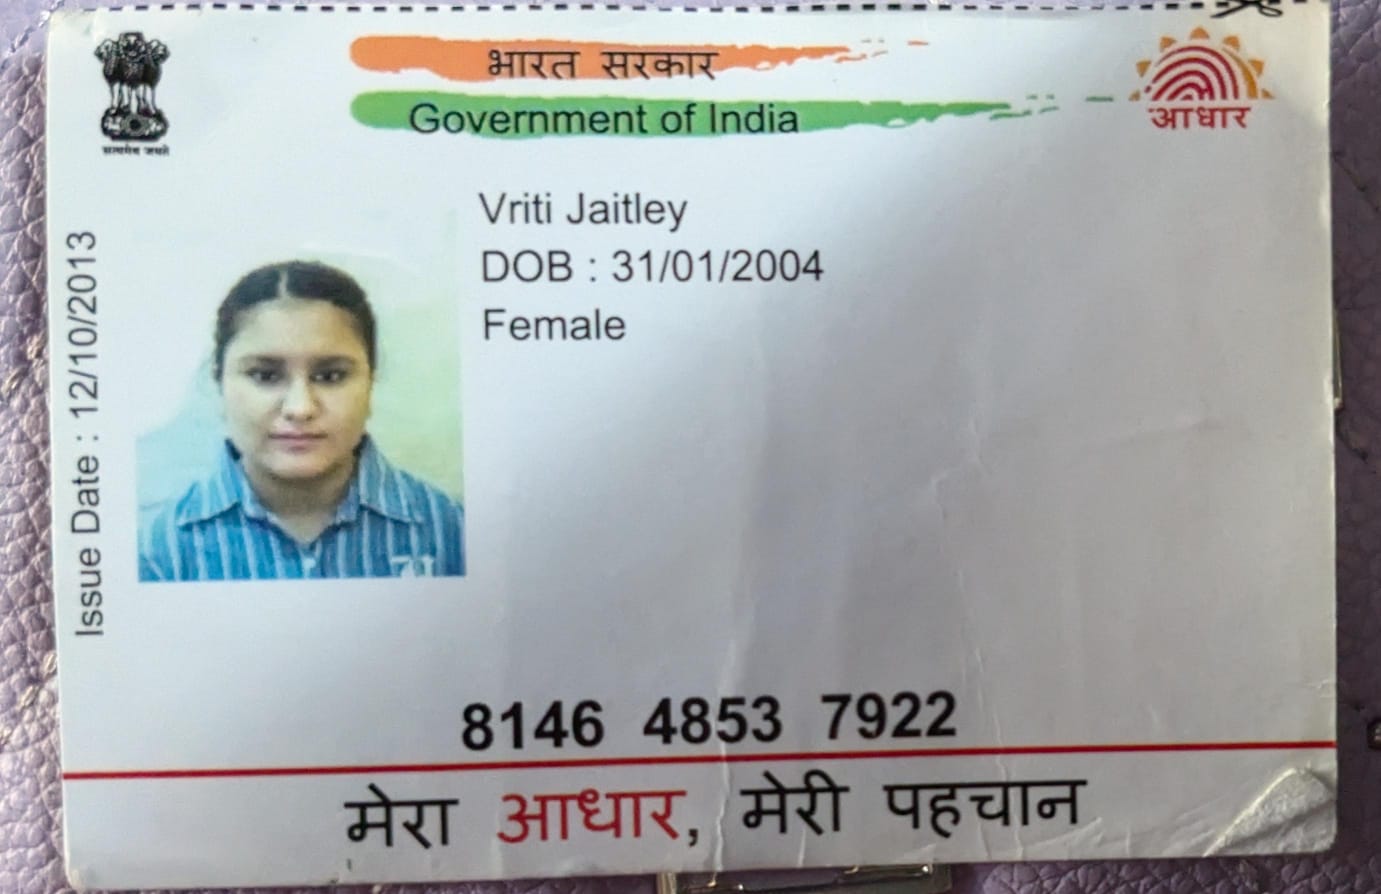 भारत सरकार
Government of India
सत्यमेव जयते
आधार
Issue Date : 12/10/2013
Vriti Jaitley
DOB : 31/01/2004
Female
8146 4853 7922
मेरा आधार, मेरी पहचान